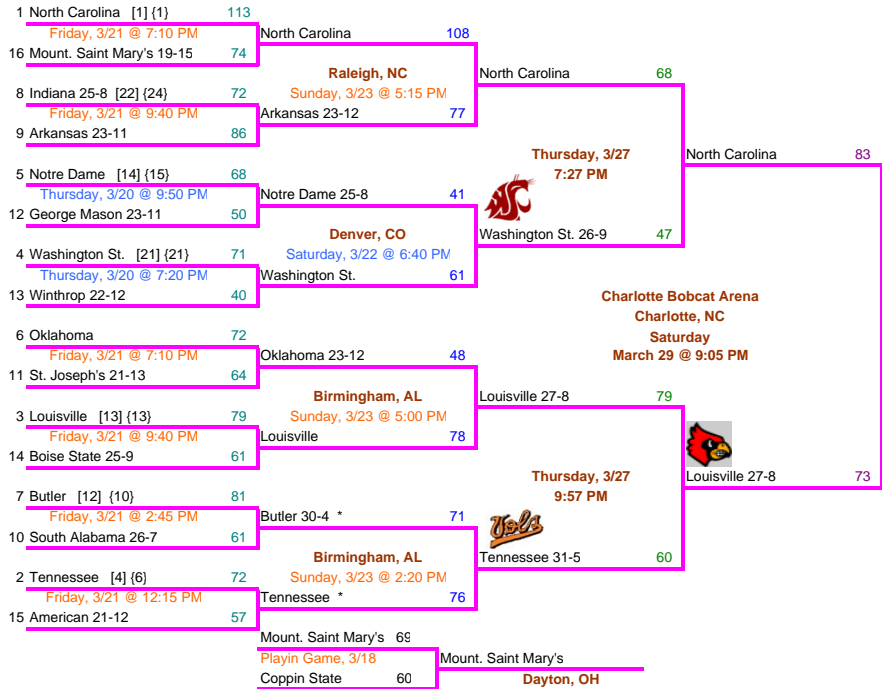 1 North Carolina [1] {1} 113
Friday, 3/21 @ 7:10 PM
16 Mount. Saint Mary's 19-15 74
North Carolina 108
Raleigh, NC
Sunday, 3/23 @ 5:15 PM
8 Indiana 25-8 [22] {24} 72
Friday, 3/21 @ 9:40 PM
9 Arkansas 23-11 86
Arkansas 23-12 77
North Carolina 68
Thursday, 3/27
7:27 PM
5 Notre Dame [14] {15} 68
Thursday, 3/20 @ 9:50 PM
12 George Mason 23-11 50
Notre Dame 25-8 41
Denver, CO
Saturday, 3/22 @ 6:40 PM
4 Washington St. [21] {21} 71
Thursday, 3/20 @ 7:20 PM
13 Winthrop 22-12 40
Washington St. 61
WSC
Washington St. 26-9 47
North Carolina 83
Charlotte Bobcat Arena
Charlotte, NC
Saturday
March 29 @ 9:05 PM
6 Oklahoma 72
Friday, 3/21 @ 7:10 PM
11 St. Joseph's 21-13 64
Oklahoma 23-12 48
Birmingham, AL
Sunday, 3/23 @ 5:00 PM
3 Louisville [13] {13} 79
Friday, 3/21 @ 9:40 PM
14 Boise State 25-9 61
Louisville 78
Louisville 27-8 79
Thursday, 3/27
9:57 PM
7 Butler [12] {10} 81
Friday, 3/21 @ 2:45 PM
10 South Alabama 26-7 61
Butler 30-4 * 71
Birmingham, AL
Sunday, 3/23 @ 2:20 PM
2 Tennessee [4] {6} 72
Friday, 3/21 @ 12:15 PM
15 American 21-12 57
Tennessee * 76
Vols
Tennessee 31-5 60
Louisville 27-8 73
Mount. Saint Mary's 69
Playin Game, 3/18
Coppin State 60
Mount. Saint Mary's
Dayton, OH